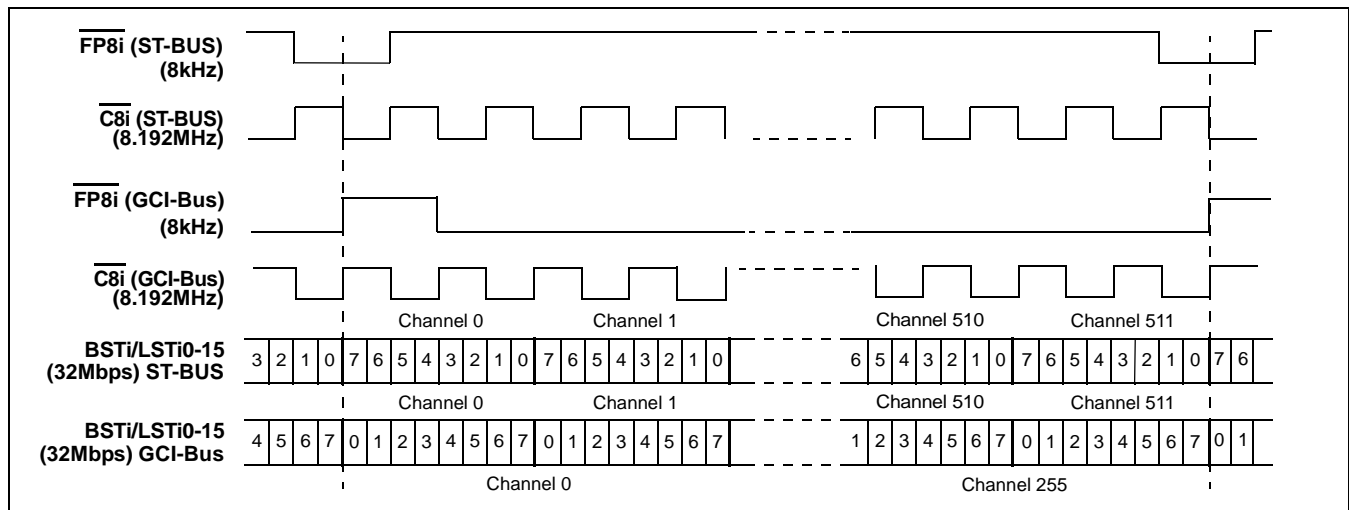 FP8i (ST-BUS)
(8kHz)
C8i (ST-BUS)
(8.192MHz)
FP8i (GCI-Bus)
(8kHz)
C8i (GCI-Bus)
(8.192MHz)
Channel 0 Channel 1 Channel 510 Channel 511
BSTi/LSTi0-15
(32Mbps) ST-BUS
3 2 1 0 7 6 5 4 3 2 1 0 7 6 5 4 3 2 1 0 6 5 4 3 2 1 0 7 6 5 4 3 2 1 0 7 6
Channel 0 Channel 1 Channel 510 Channel 511
BSTi/LSTi0-15
(32Mbps) GCI-Bus
4 5 6 7 0 1 2 3 4 5 6 7 0 1 2 3 4 5 6 7 1 2 3 4 5 6 7 0 1 2 3 4 5 6 7 0 1
Channel 0 Channel 255